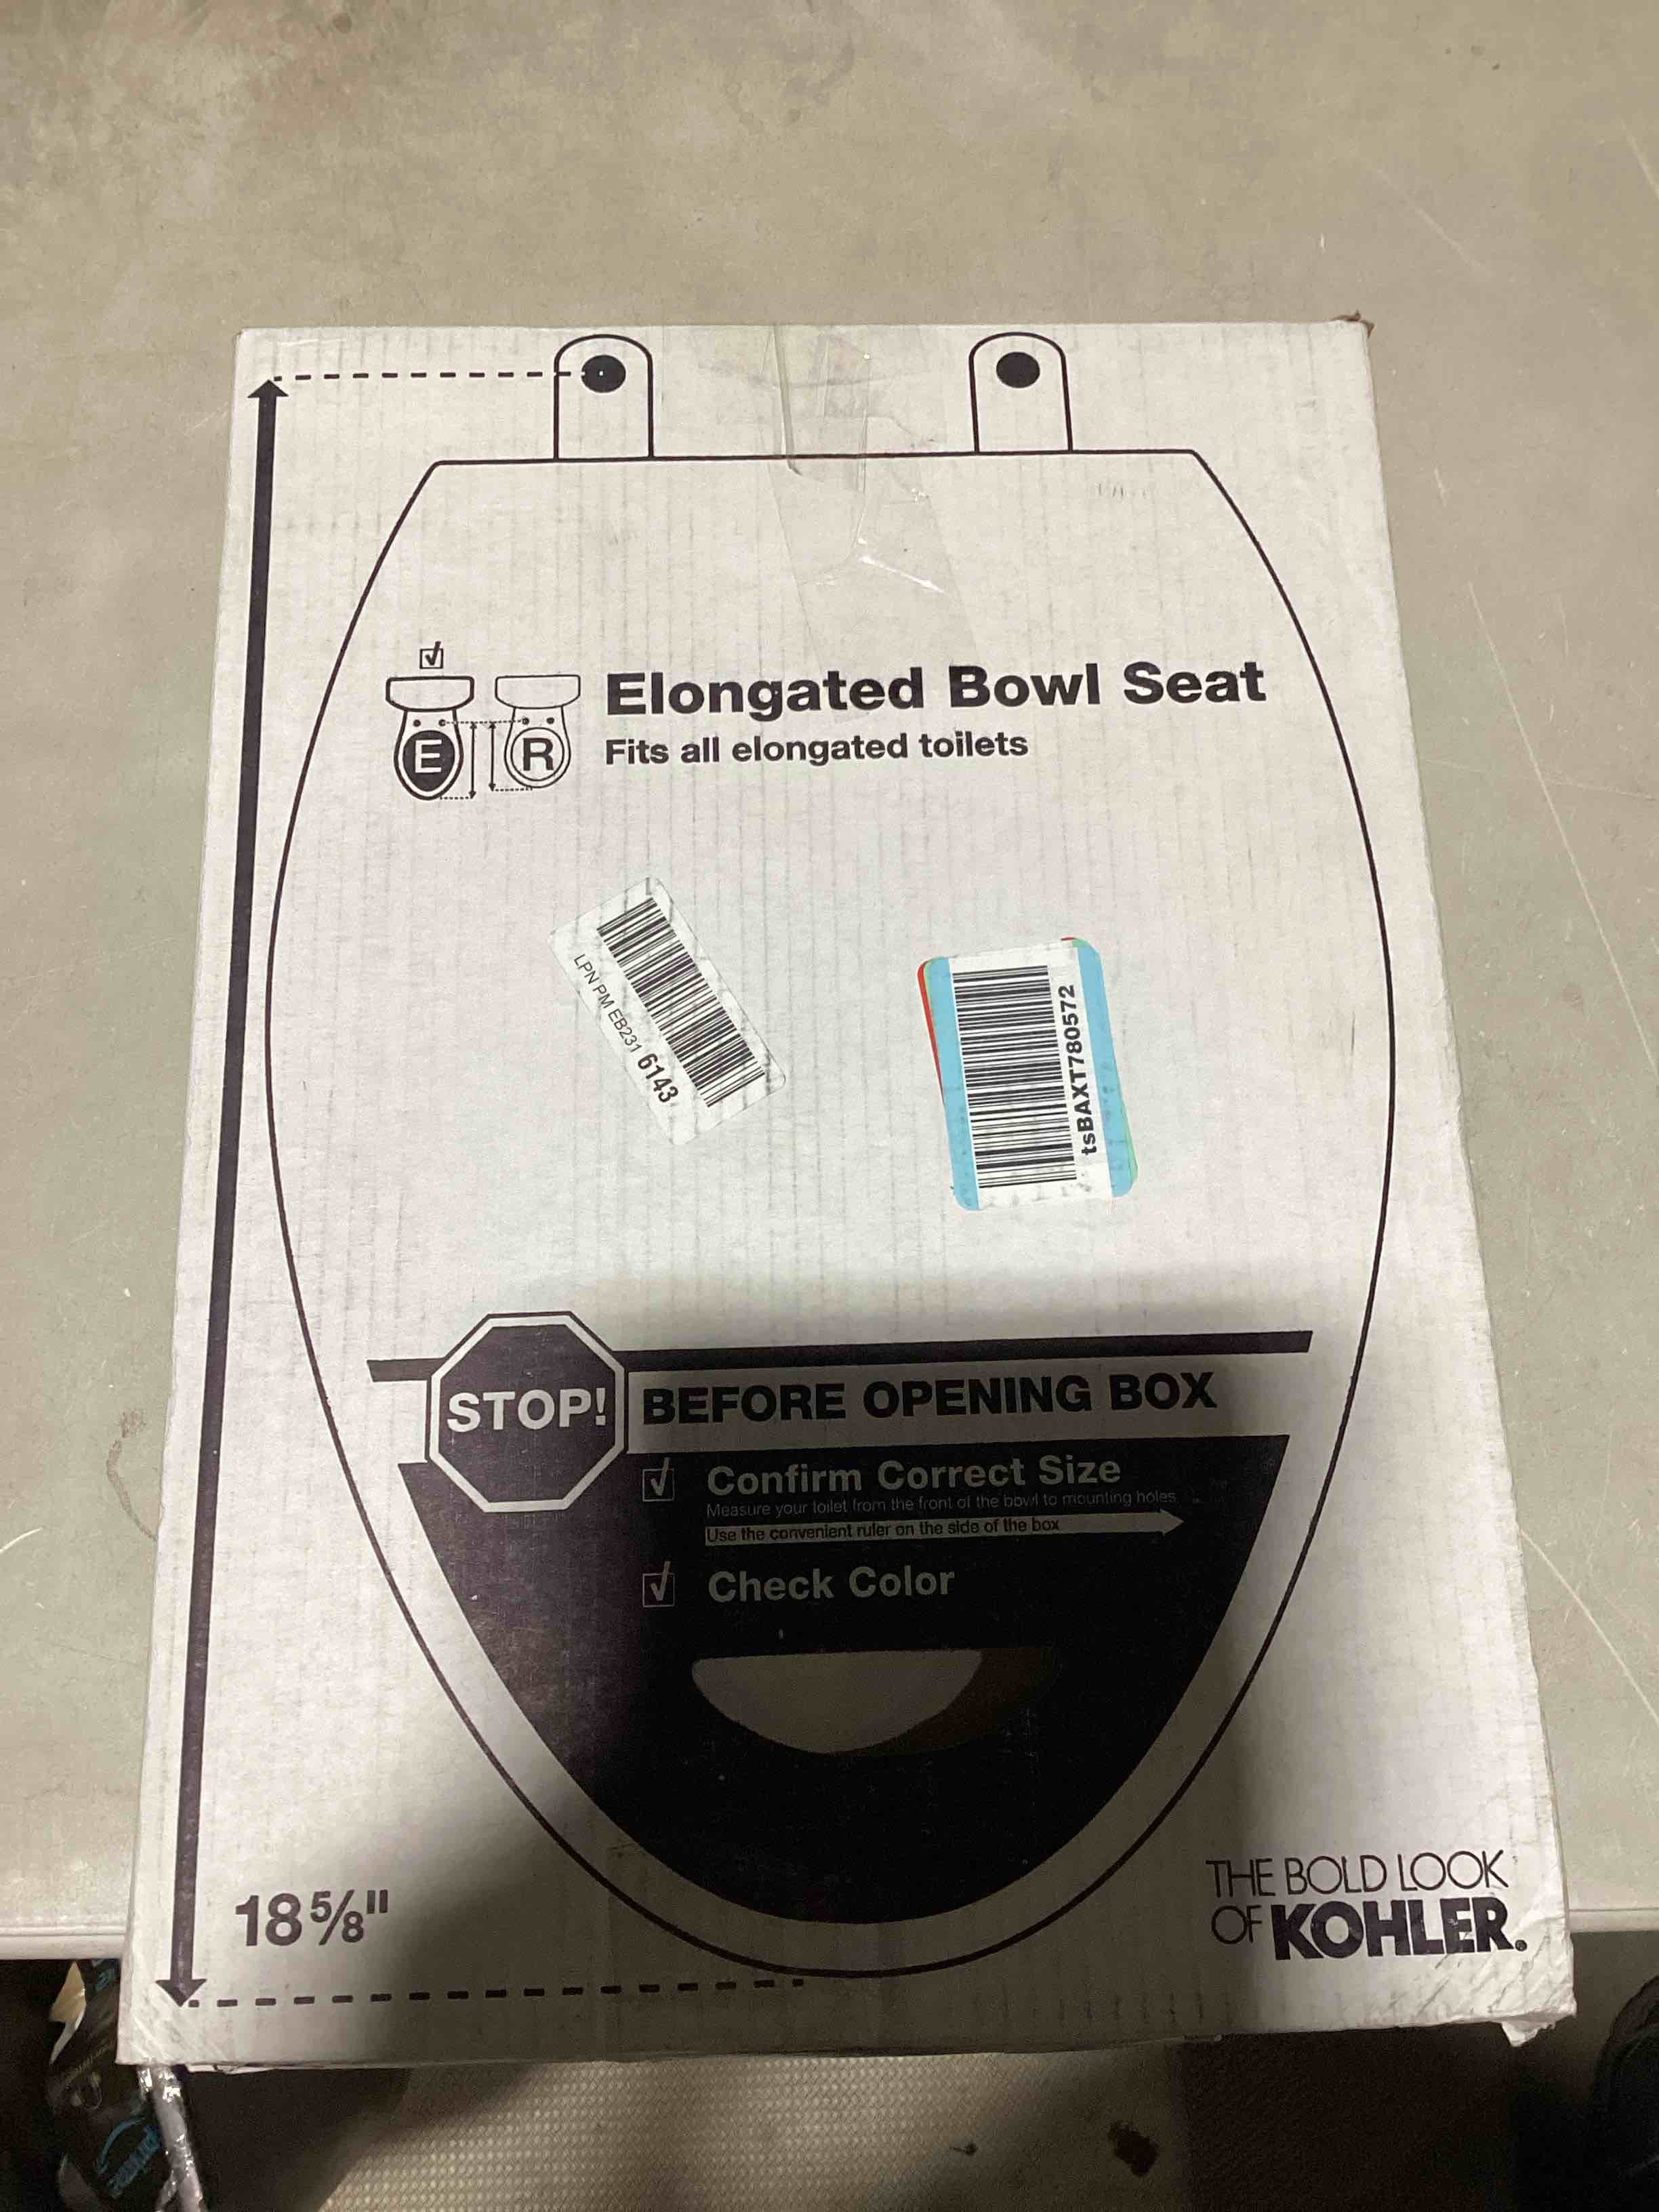 E
R
Elongated Bowl Seat
Fits all elongated toilets
LPN PM EB231 6143
tsBAXT780572
STOP!
BEFORE OPENING BOX
Confirm Correct Size
Measure your toilet from the front of the bowl to mounting holes
Use the convenient ruler on the side of the box
Check Color
18 5/8"
THE BOLD LOOK
OF KOHLER.